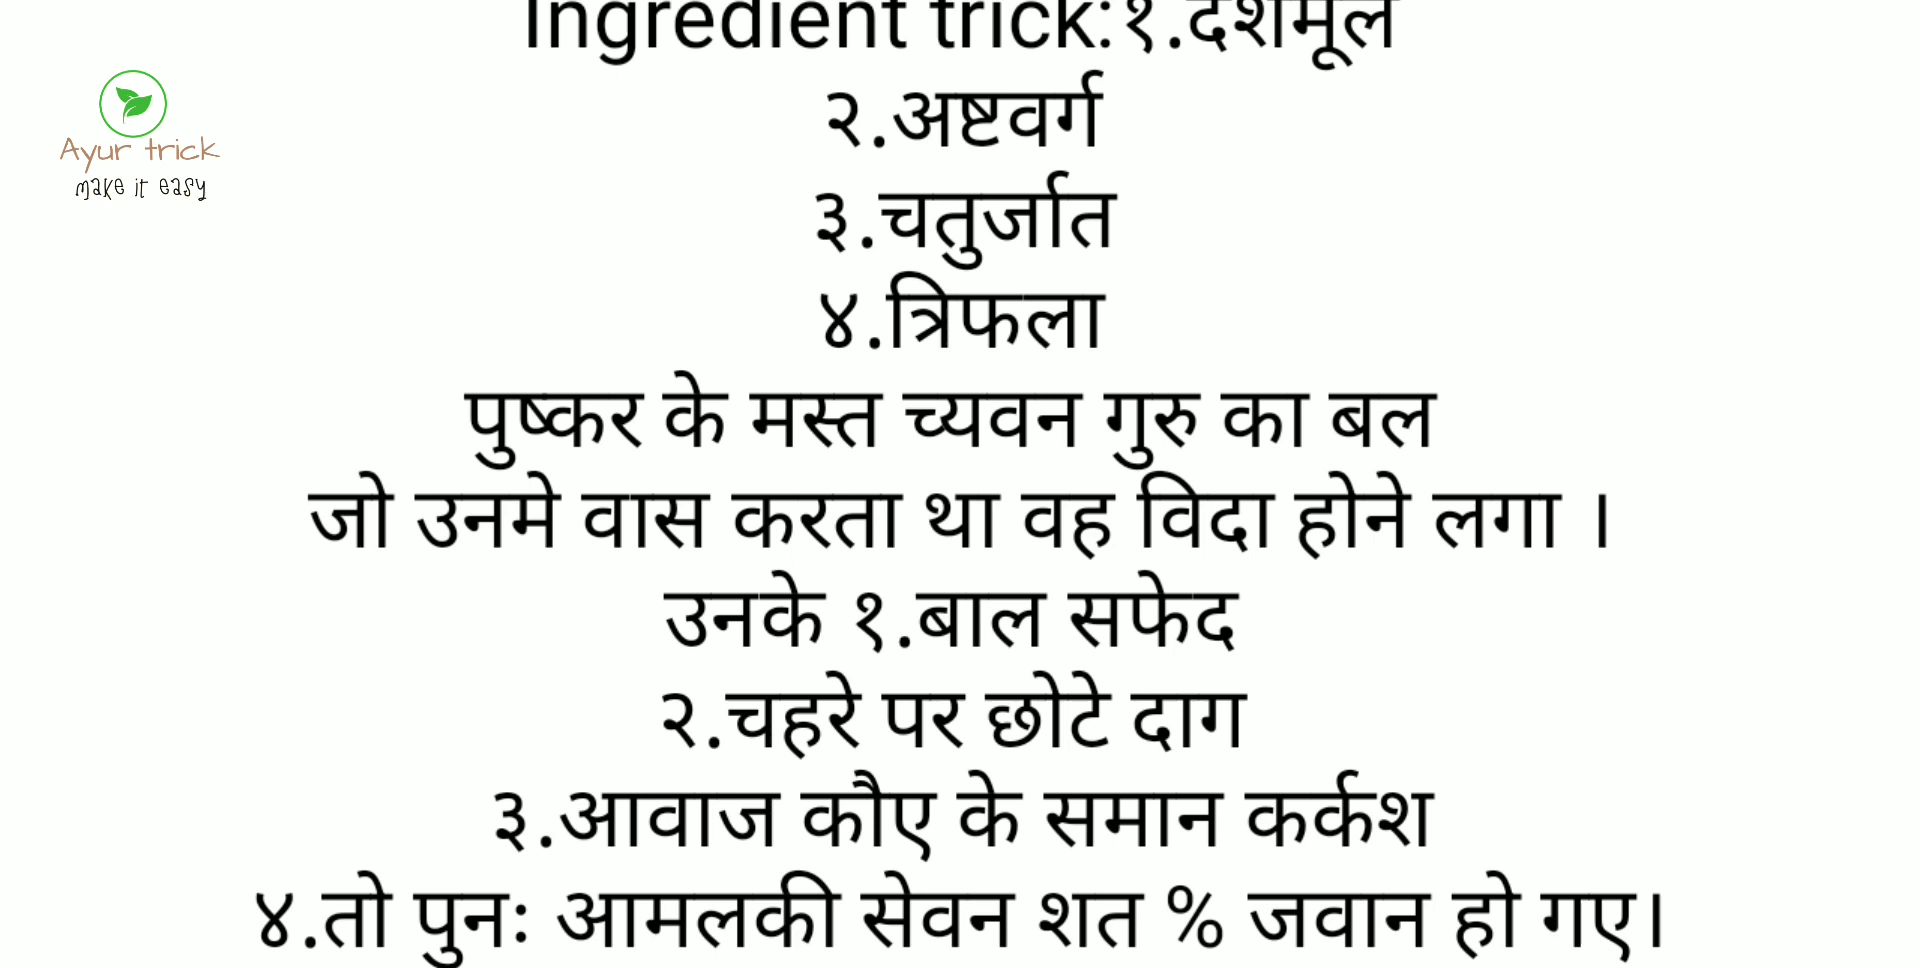 Ingredient trick:१.दशमूल
Ayur trick
make it easy
२.अष्टवर्ग
३.चतुर्जात
४.त्रिफला
पुष्कर के मस्त च्यवन गुरु का बल
जो उनमे वास करता था वह विदा होने लगा ।
उनके १.बाल सफेद
२.चहरे पर छोटे दाग
३.आवाज कौए के समान कर्कश
४.तो पुनः आमलकी सेवन शत % जवान हो गए।